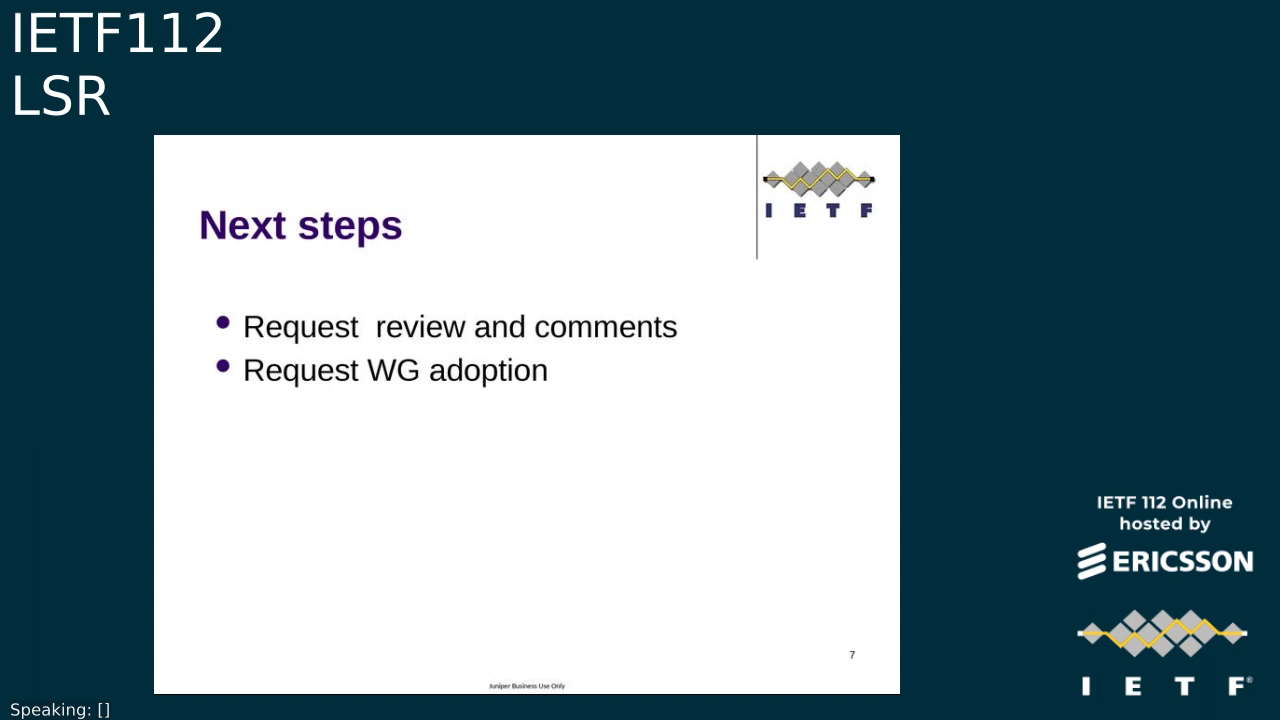 IETF112
LSR
I E T F
Next steps
Request  review and comments
Request WG adoption
7
Juniper Business Use Only
IETF 112 Online
hosted by
ERICSSON
I E T F®
Speaking: []